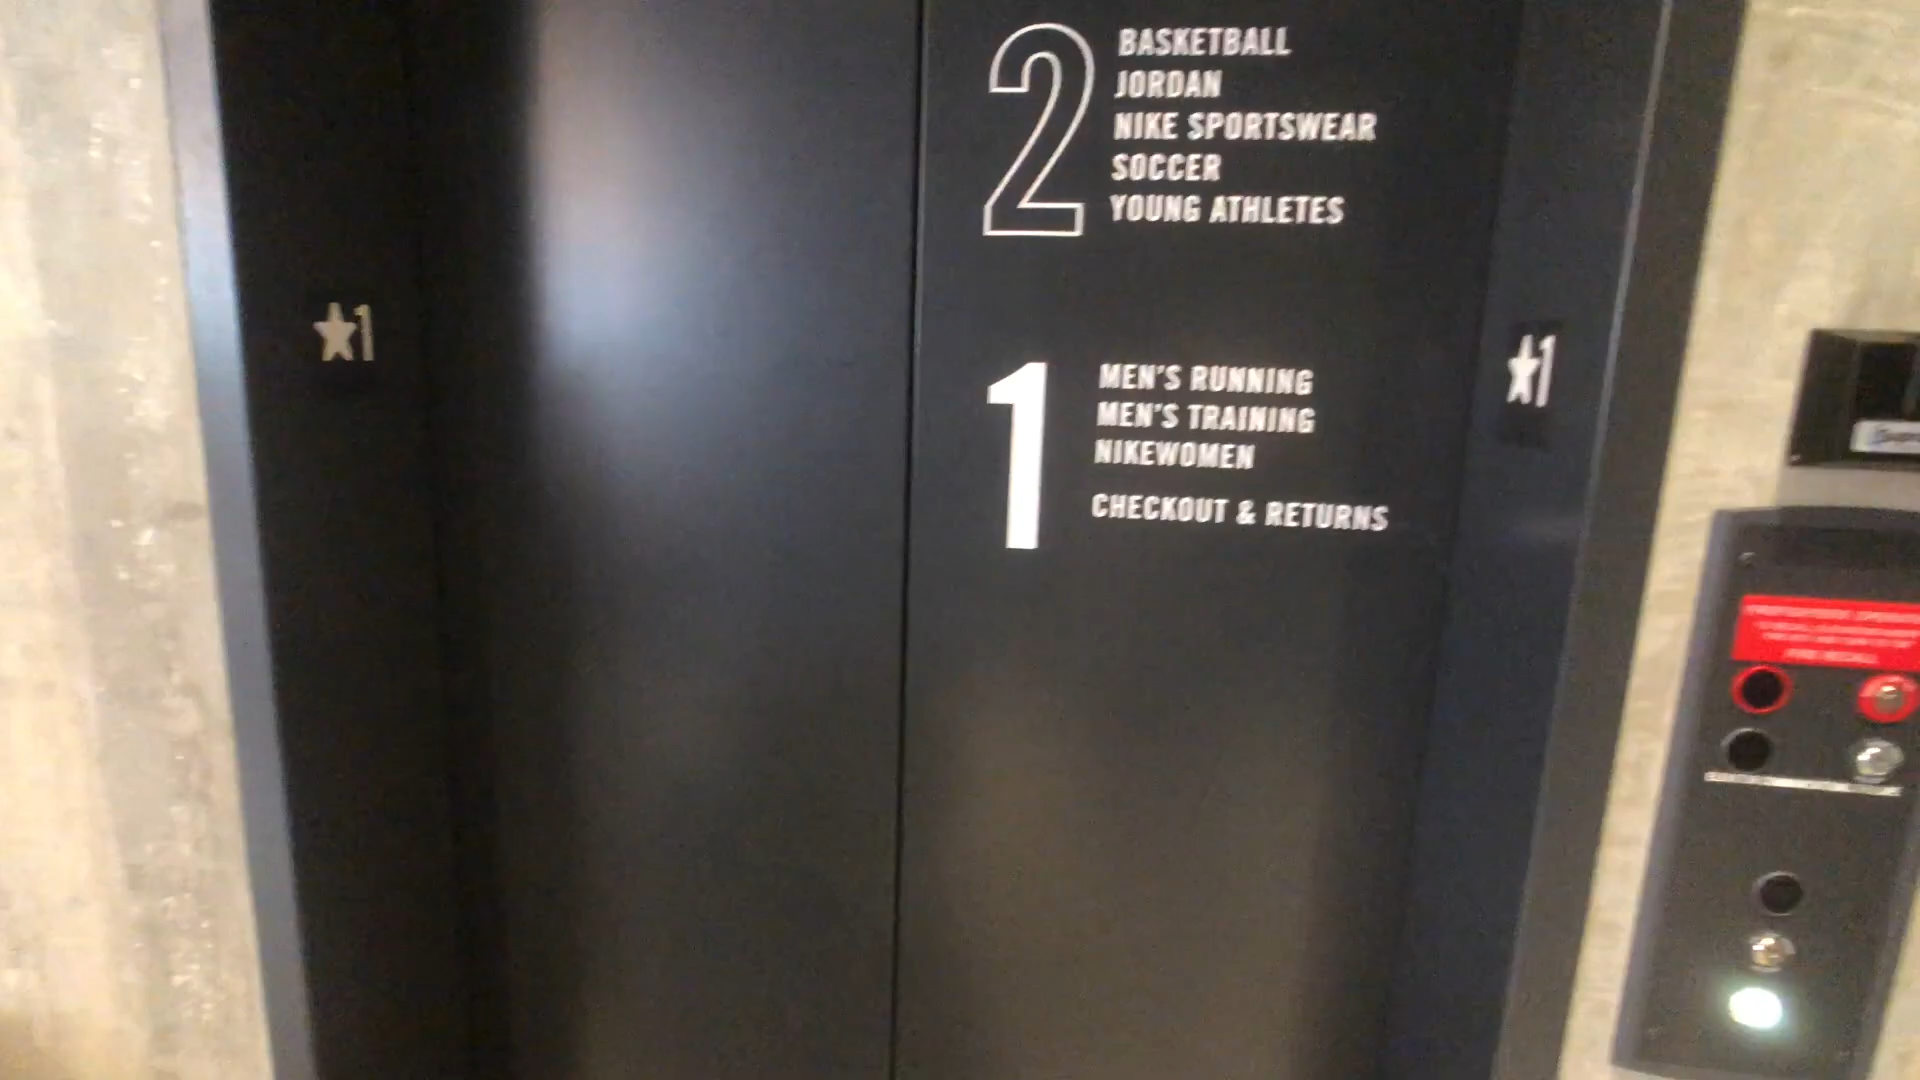 2
BASKETBALL
JORDAN
NIKE SPORTSWEAR
SOCCER
YOUNG ATHLETES
★1
1
MEN'S RUNNING
MEN'S TRAINING
NIKEWOMEN
CHECKOUT & RETURNS
★1